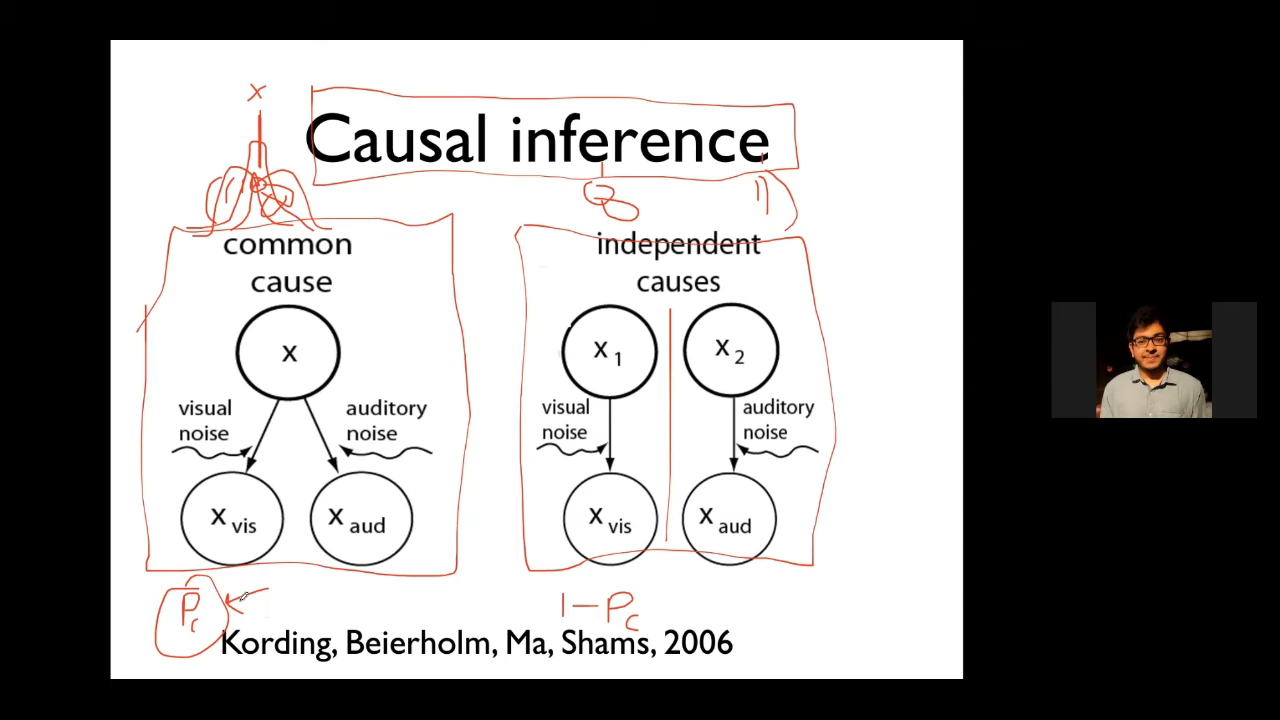 x
Causal inference
common
cause
independent
causes
x
x 1
x 2
visual
noise
auditory
noise
visual
noise
auditory
noise
x vis
x aud
x vis
x aud
Pc
1-Pc
Kording, Beierholm, Ma, Shams, 2006